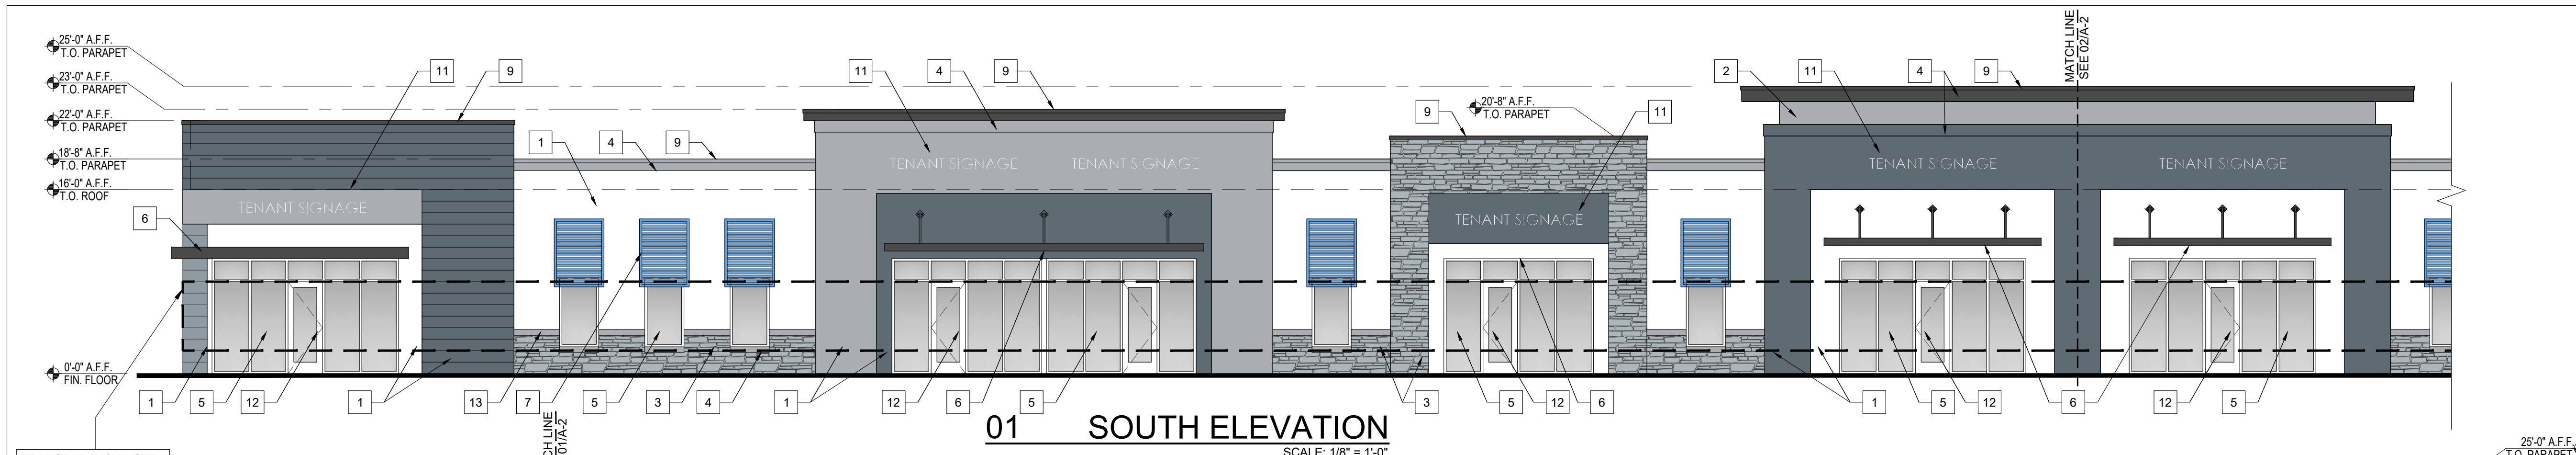 25'-0" A.F.F.
T.O. PARAPET
23'-0" A.F.F.
T.O. PARAPET
22'-0" A.F.F.
T.O. PARAPET
18'-8" A.F.F.
T.O. PARAPET
16'-0" A.F.F.
T.O. ROOF
0'-0" A.F.F.
FIN. FLOOR
11
9
1
4
9
11
4
9
9
20'-8" A.F.F.
T.O. PARAPET
11
2
11
4
9
MATCH LINE
SEE 02/A-2
6
TENANT SIGNAGE
TENANT SIGNAGE
TENANT SIGNAGE
TENANT SIGNAGE
TENANT SIGNAGE
TENANT SIGNAGE
1
5
12
1
13
7
5
3
4
1
12
6
5
3
5
12
6
1
5
12
6
12
5
01/A-2
01 SOUTH ELEVATION
SCALE: 1/8" = 1'-0"
25'-0" A.F.F.
T.O. PARAPET